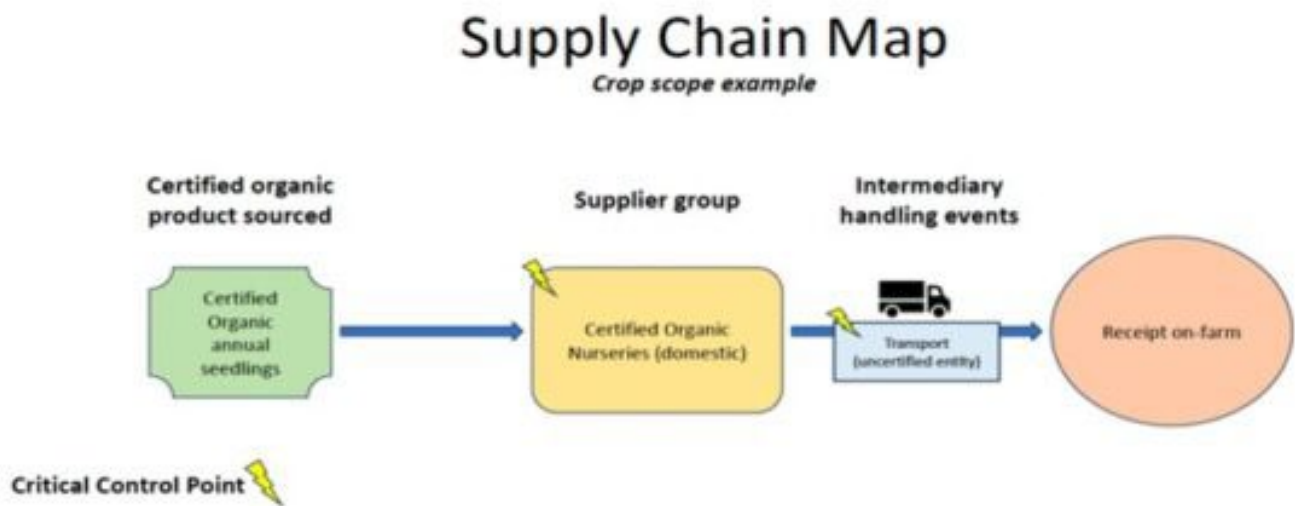 Supply Chain Map
Crop scope example
Certified organic
product sourced
Supplier group
Intermediary
handling events
Certified
Organic
annual
seedlings
Certified Organic
Nurseries (domestic)
Transport
(uncertified entity)
Receipt on-farm
Critical Control Point